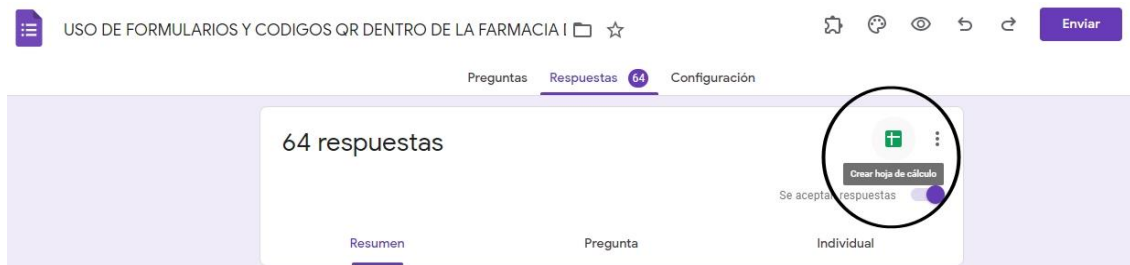 USO DE FORMULARIOS Y CODIGOS QR DENTRO DE LA FARMACIA I
Enviar
Preguntas Respuestas 64 Configuración
64 respuestas
Crear hoja de cálculo
Se aceptan respuestas
Resumen Pregunta Individual